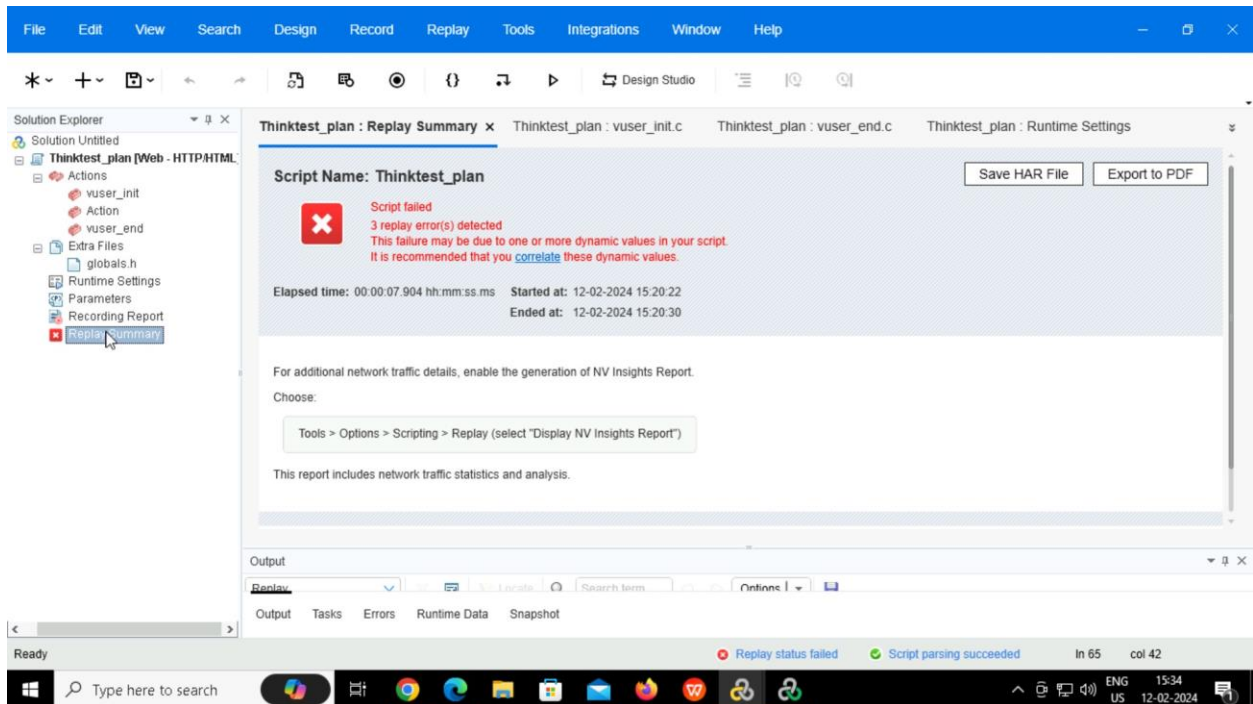 File Edit View Search Design Record Replay Tools Integrations Window Help
Design Studio
Solution Explorer
Solution Untitled
Thinktest_plan [Web - HTTP/HTML]
Actions
vuser_init
Action
vuser_end
Extra Files
globals.h
Runtime Settings
Parameters
Recording Report
Replay Summary
Thinktest_plan : Replay Summary Thinktest_plan : vuser_init.c Thinktest_plan : vuser_end.c Thinktest_plan : Runtime Settings
Script Name: Thinktest_plan
Save HAR File Export to PDF
Script failed
3 replay error(s) detected
This failure may be due to one or more dynamic values in your script.
It is recommended that you correlate these dynamic values.
Elapsed time: 00:00:07.904 hh:mm:ss.ms Started at: 12-02-2024 15:20:22
Ended at: 12-02-2024 15:20:30
For additional network traffic details, enable the generation of NV Insights Report.
Choose:
Tools > Options > Scripting > Replay (select "Display NV Insights Report")
This report includes network traffic statistics and analysis.
Output
Replay Locate Search term Options
Output Tasks Errors Runtime Data Snapshot
Ready Replay status failed Script parsing succeeded ln 65 col 42
Type here to search
ENG 15:34
US 12-02-2024